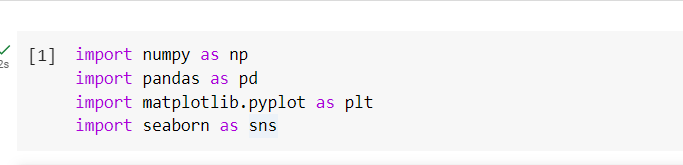 [1] import numpy as np
import pandas as pd
import matplotlib.pyplot as plt
import seaborn as sns
2s